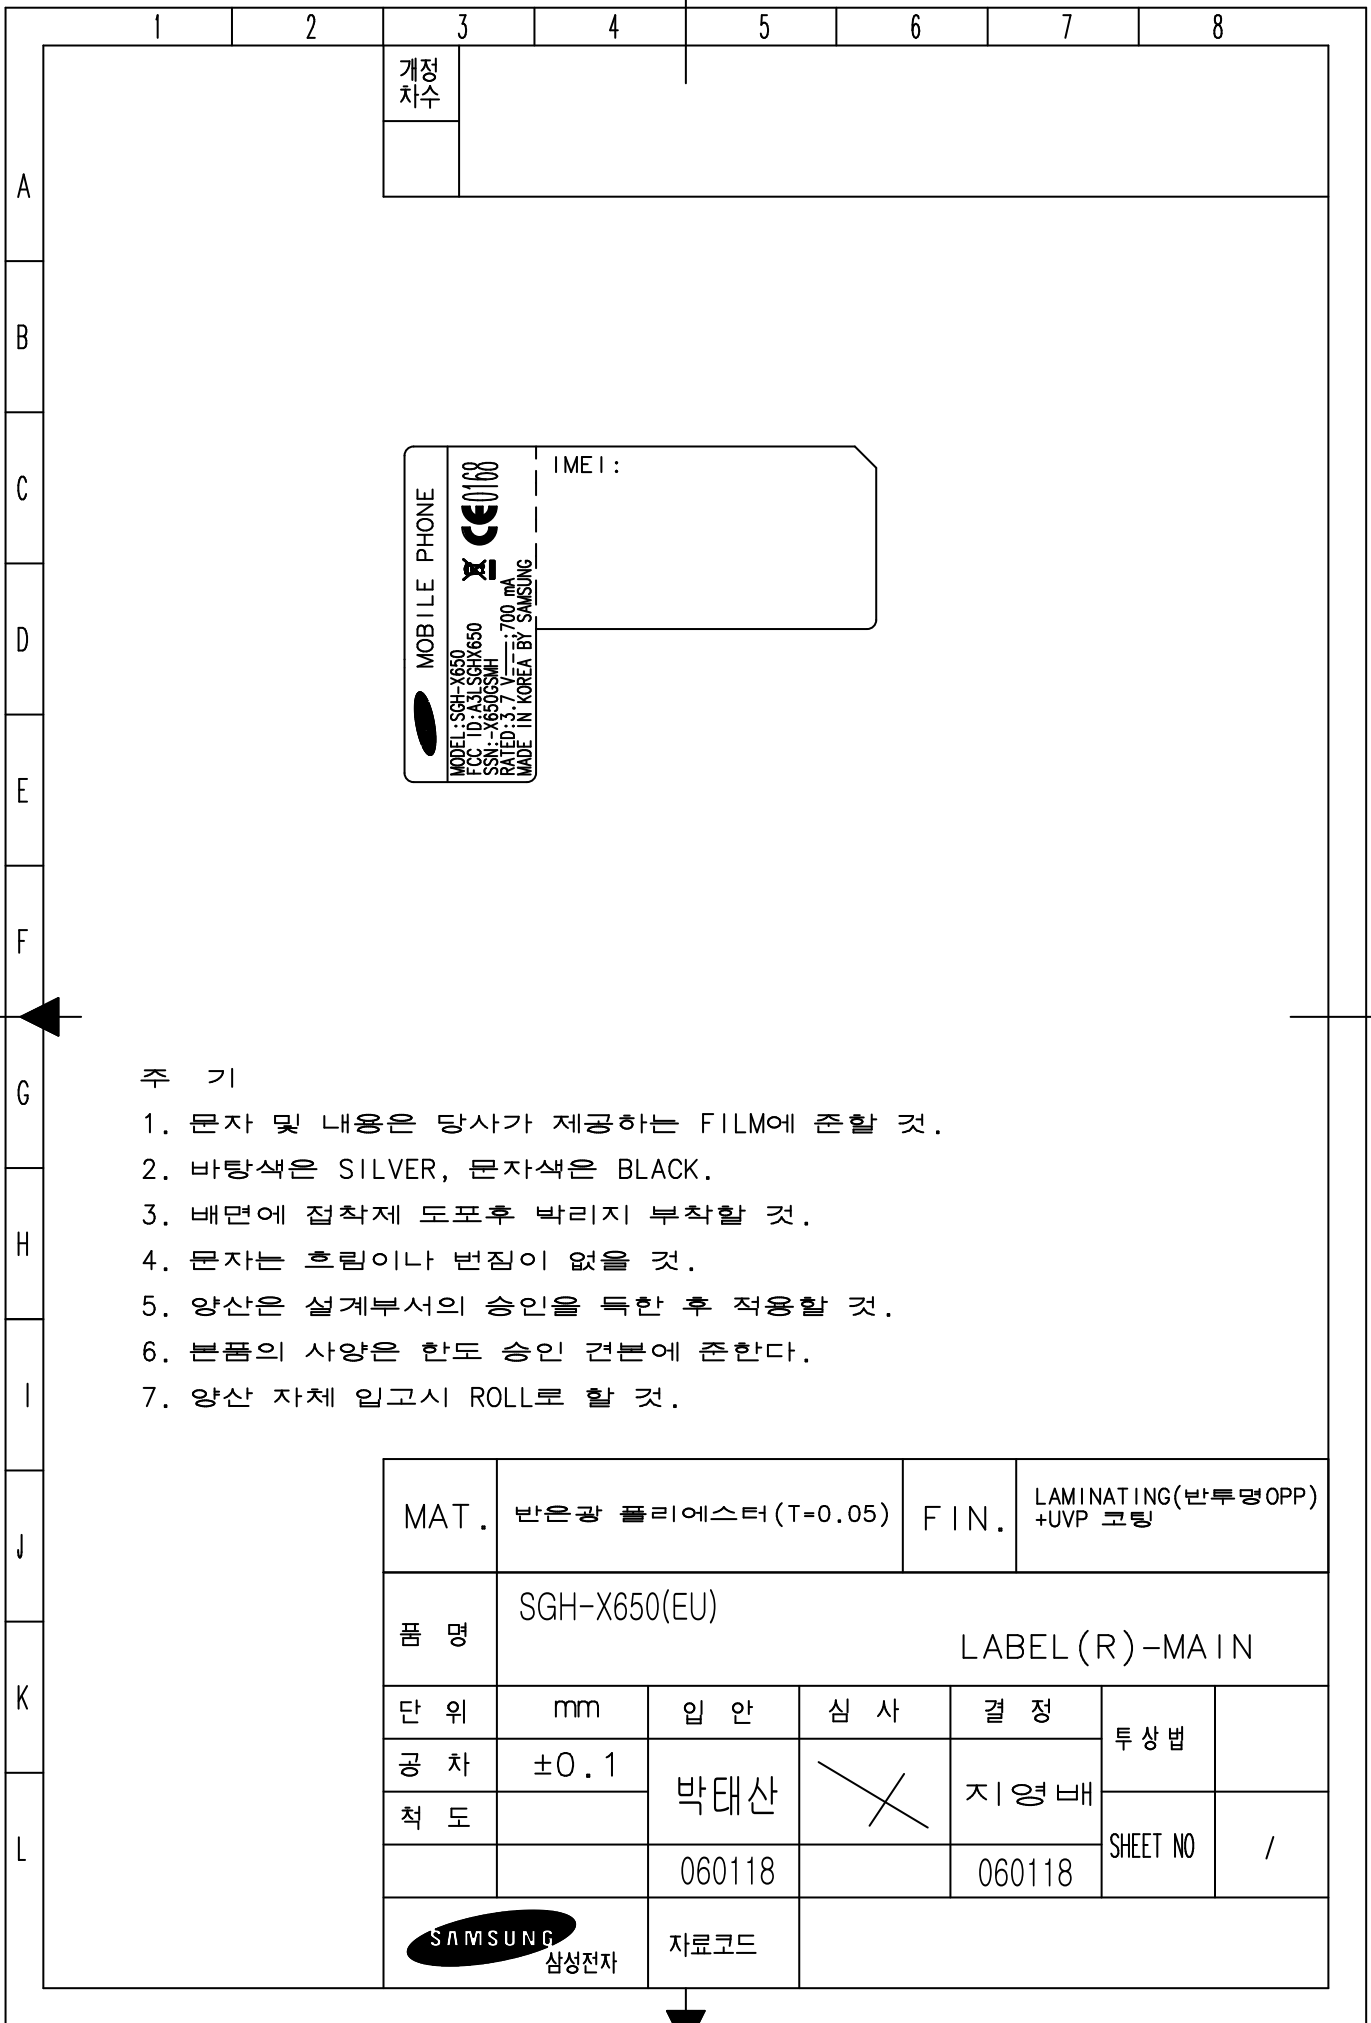 1 2 3 4 5 6 7 8
개정
차수
A
B
C
D
E
F
G
H
I
J
K
L
MOBILE PHONE
CE0168
MODEL:SGH-X650
FCC ID:A3LSGHX650
SSN:-X650GSMH
RATED:3.7 V;700 mA
MADE IN KOREA BY SAMSUNG
IMEI:
주 기
1. 문자 및 내용은 당사가 제공하는 FILM에 준할 것.
2. 바탕색은 SILVER, 문자색은 BLACK.
3. 배면에 접착제 도포후 박리지 부착할 것.
4. 문자는 흐림이나 번짐이 없을 것.
5. 양산은 설계부서의 승인을 득한 후 적용할 것.
6. 본품의 사양은 한도 승인 견본에 준한다.
7. 양산 자체 입고시 ROLL로 할 것.
MAT. 반은광 폴리에스터(T=0.05) FIN. LAMINATING(반투명OPP)
+UVP 코팅
품 명 SGH-X650(EU)
LABEL(R)-MAIN
단 위 mm 입 안 심 사 결 정 투상법
공 차 ±0.1 박태산 지영배
척 도
SHEET NO /
060118 060118
SAMSUNG
삼성전자 자료코드